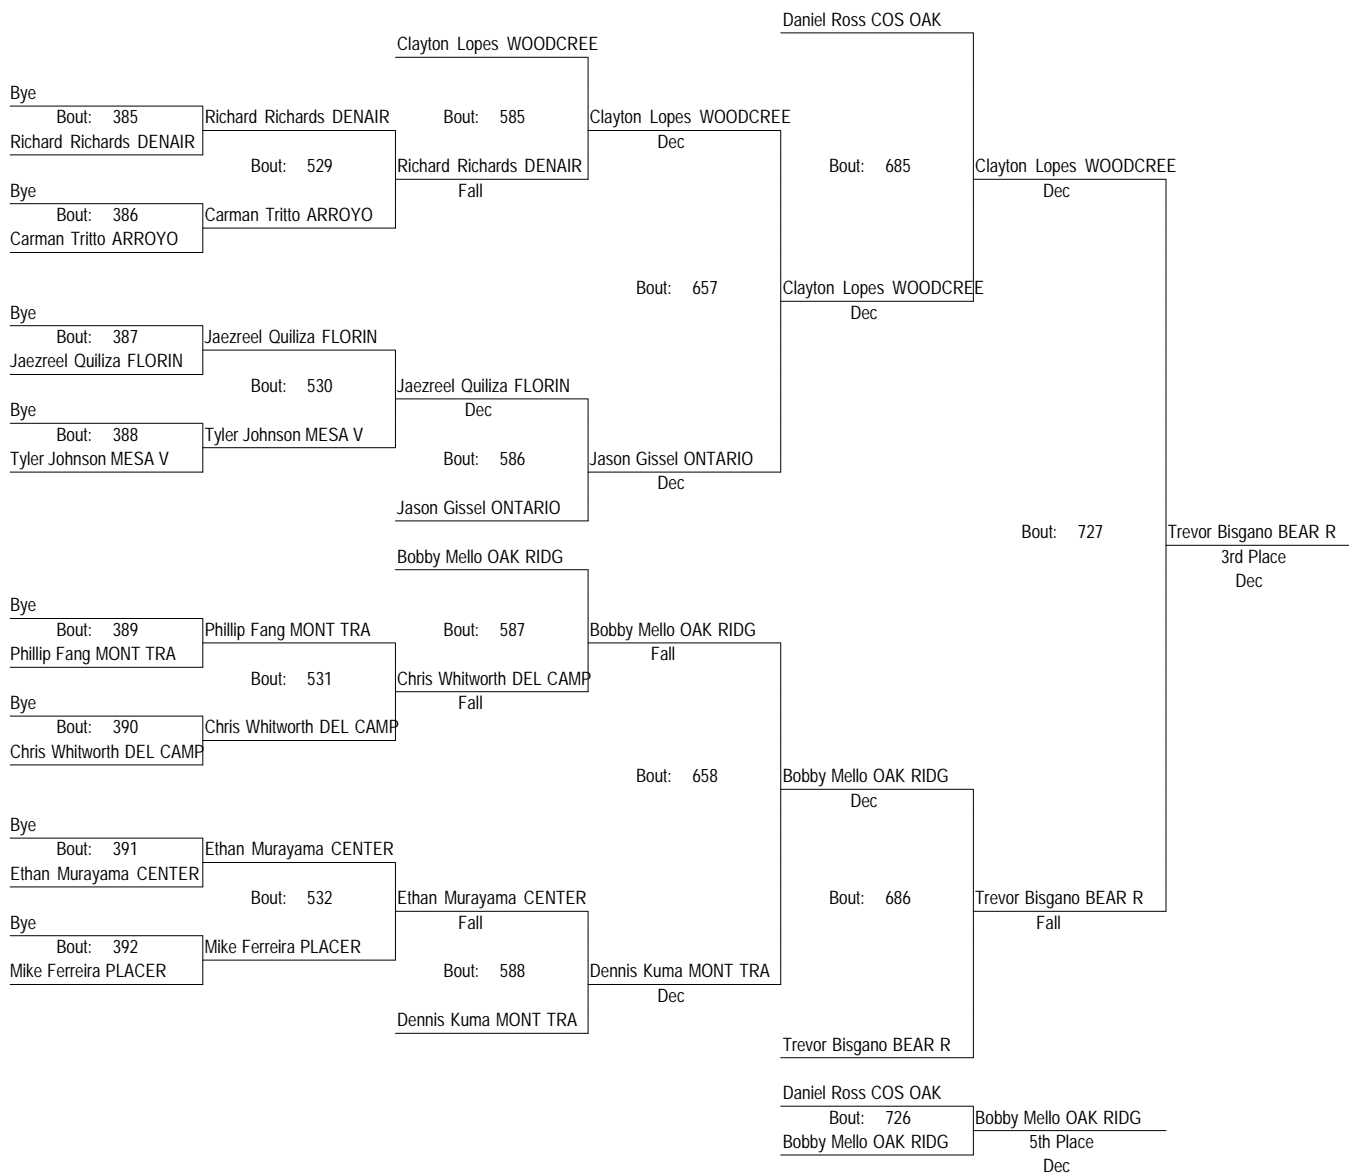 Daniel Ross COS OAK
Clayton Lopes WOODCREE
Bye
Bout: 385
Richard Richards DENAIR
Bout: 585
Clayton Lopes WOODCREE
Richard Richards DENAIR
Dec
Bout: 529
Richard Richards DENAIR
Bout: 685
Clayton Lopes WOODCREE
Fall
Dec
Bye
Bout: 386
Carman Tritto ARROYO
Carman Tritto ARROYO
Bout: 657
Clayton Lopes WOODCREE
Dec
Bye
Bout: 387
Jaezreel Quiliza FLORIN
Jaezreel Quiliza FLORIN
Bout: 530
Jaezreel Quiliza FLORIN
Dec
Bye
Bout: 388
Tyler Johnson MESA V
Tyler Johnson MESA V
Bout: 586
Jason Gissel ONTARIO
Dec
Jason Gissel ONTARIO
Bout: 727
Trevor Bisgano BEAR R
3rd Place
Dec
Bobby Mello OAK RIDG
Bye
Bout: 389
Phillip Fang MONT TRA
Bout: 587
Bobby Mello OAK RIDG
Phillip Fang MONT TRA
Fall
Bout: 531
Chris Whitworth DEL CAMP
Fall
Bye
Bout: 390
Chris Whitworth DEL CAMP
Chris Whitworth DEL CAMP
Bout: 658
Bobby Mello OAK RIDG
Dec
Bye
Bout: 391
Ethan Murayama CENTER
Ethan Murayama CENTER
Bout: 532
Ethan Murayama CENTER
Bout: 686
Trevor Bisgano BEAR R
Fall
Fall
Bye
Bout: 392
Mike Ferreira PLACER
Mike Ferreira PLACER
Bout: 588
Dennis Kuma MONT TRA
Dec
Dennis Kuma MONT TRA
Trevor Bisgano BEAR R
Daniel Ross COS OAK
Bout: 726
Bobby Mello OAK RIDG
Bobby Mello OAK RIDG
5th Place
Dec